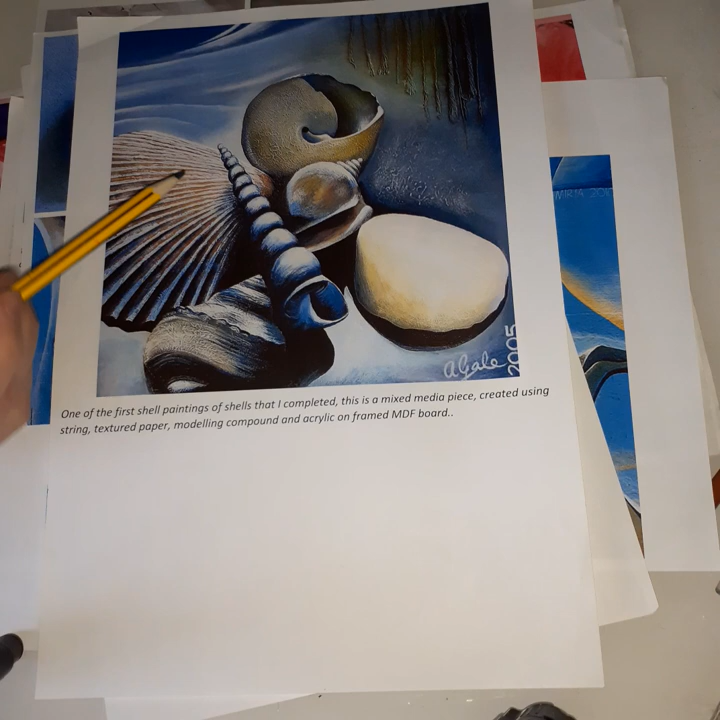 AGale 2005
One of the first shell paintings of shells that I completed, this is a mixed media piece, created using
string, textured paper, modelling compound and acrylic on framed MDF board..